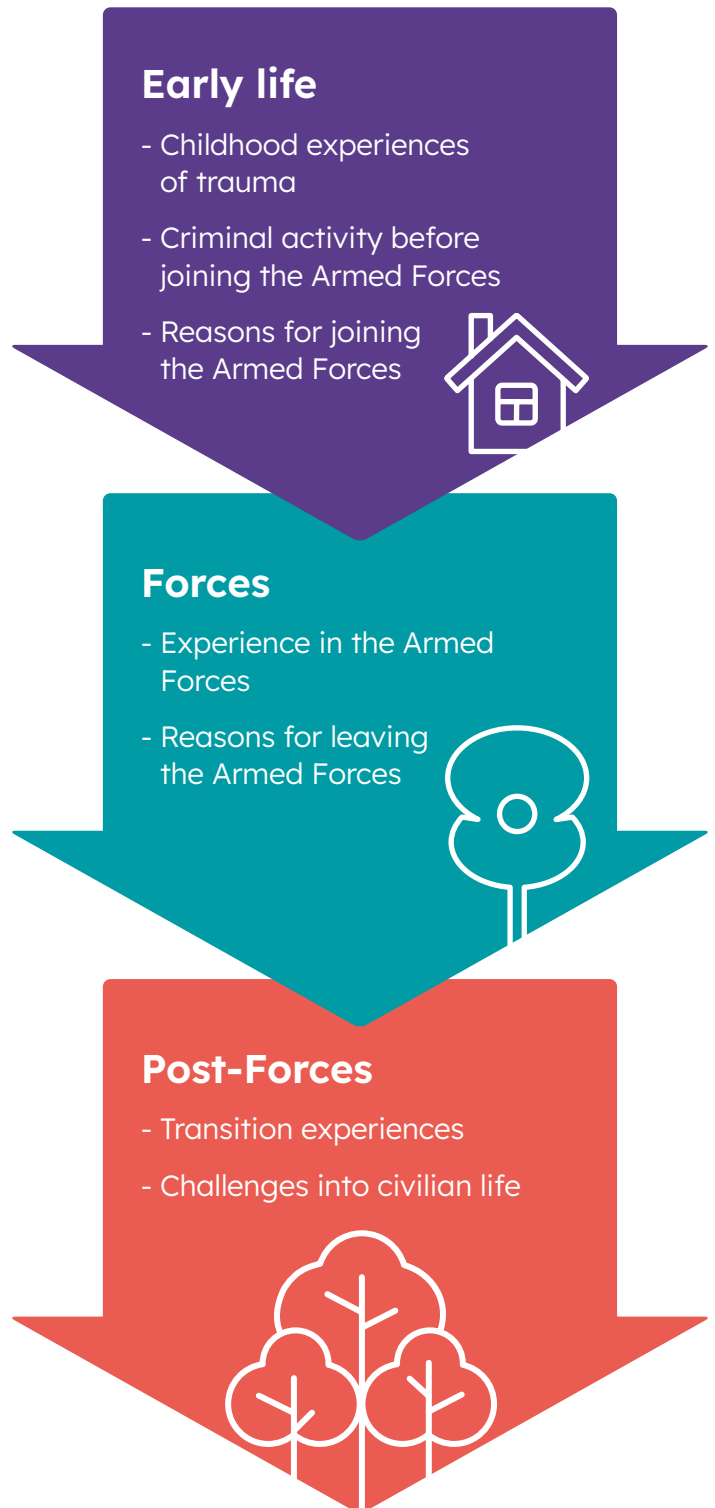 Early life
- Childhood experiences
of trauma
- Criminal activity before
joining the Armed Forces
- Reasons for joining
the Armed Forces
Forces
- Experience in the Armed
Forces
- Reasons for leaving
the Armed Forces
Post-Forces
- Transition experiences
- Challenges into civilian life